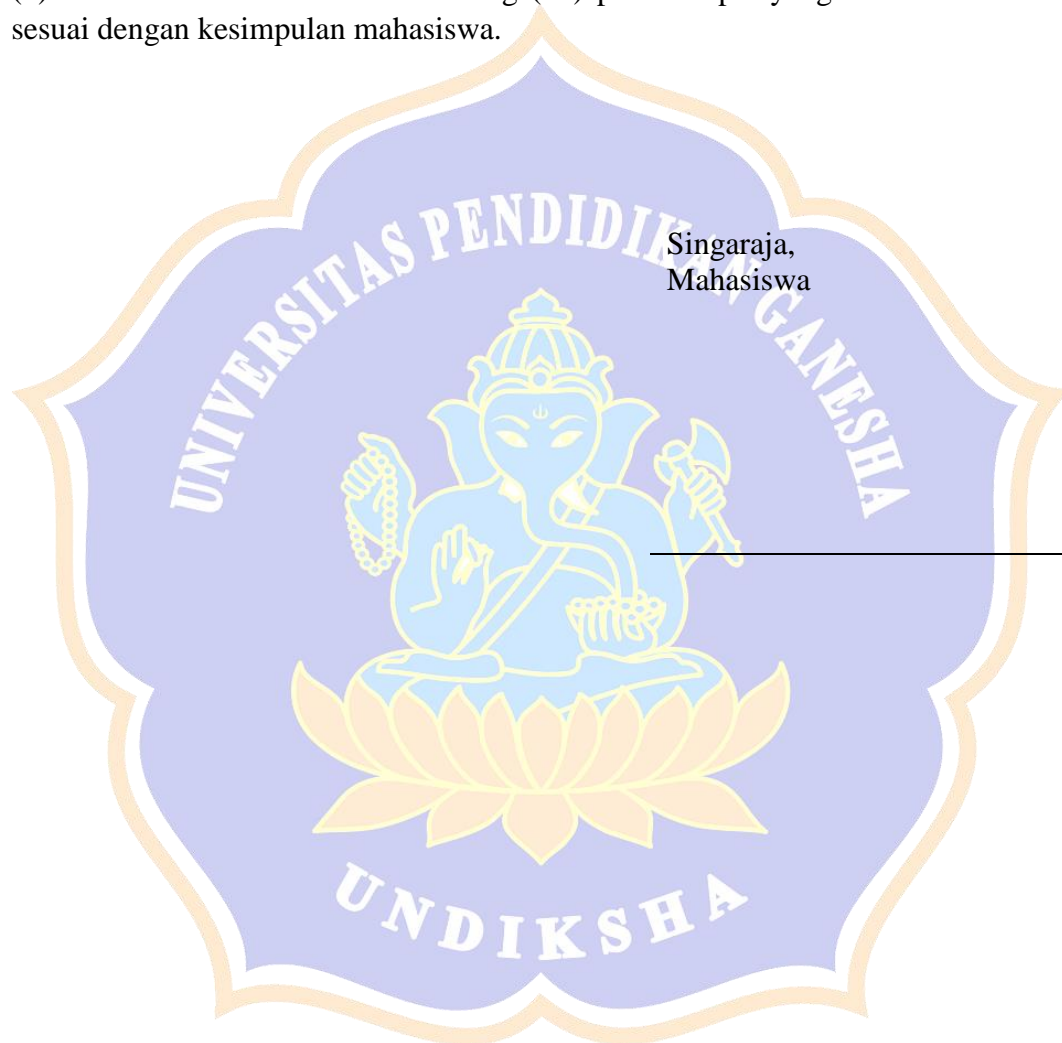 sesuai dengan kesimpulan mahasiswa.
UNIVERSITAS PENDIDIKAN GANESHA
Singaraja,
Mahasiswa
UNDIKSHA